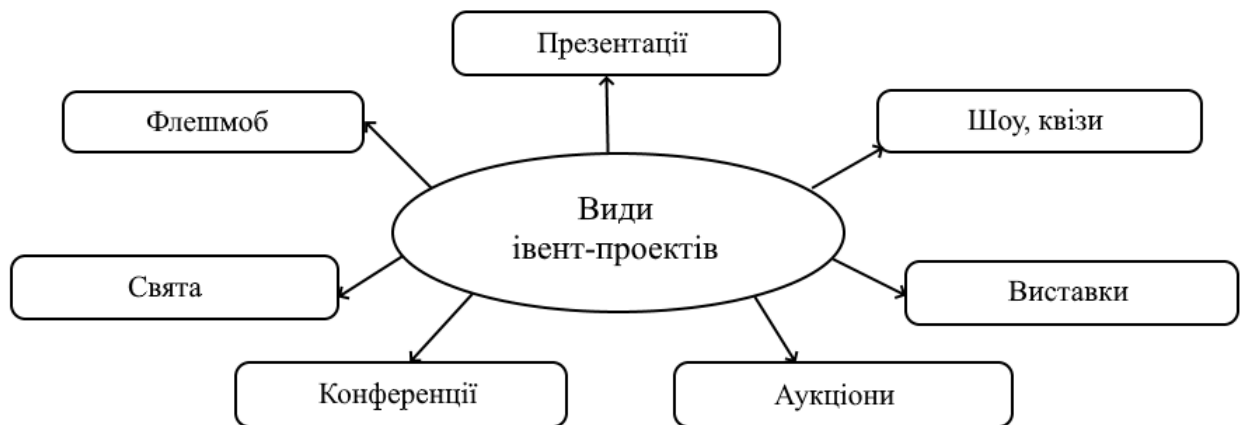 Презентації
Флешмоб
Шоу, квізи
Види
івент-проектів
Свята
Виставки
Конференції
Аукціони